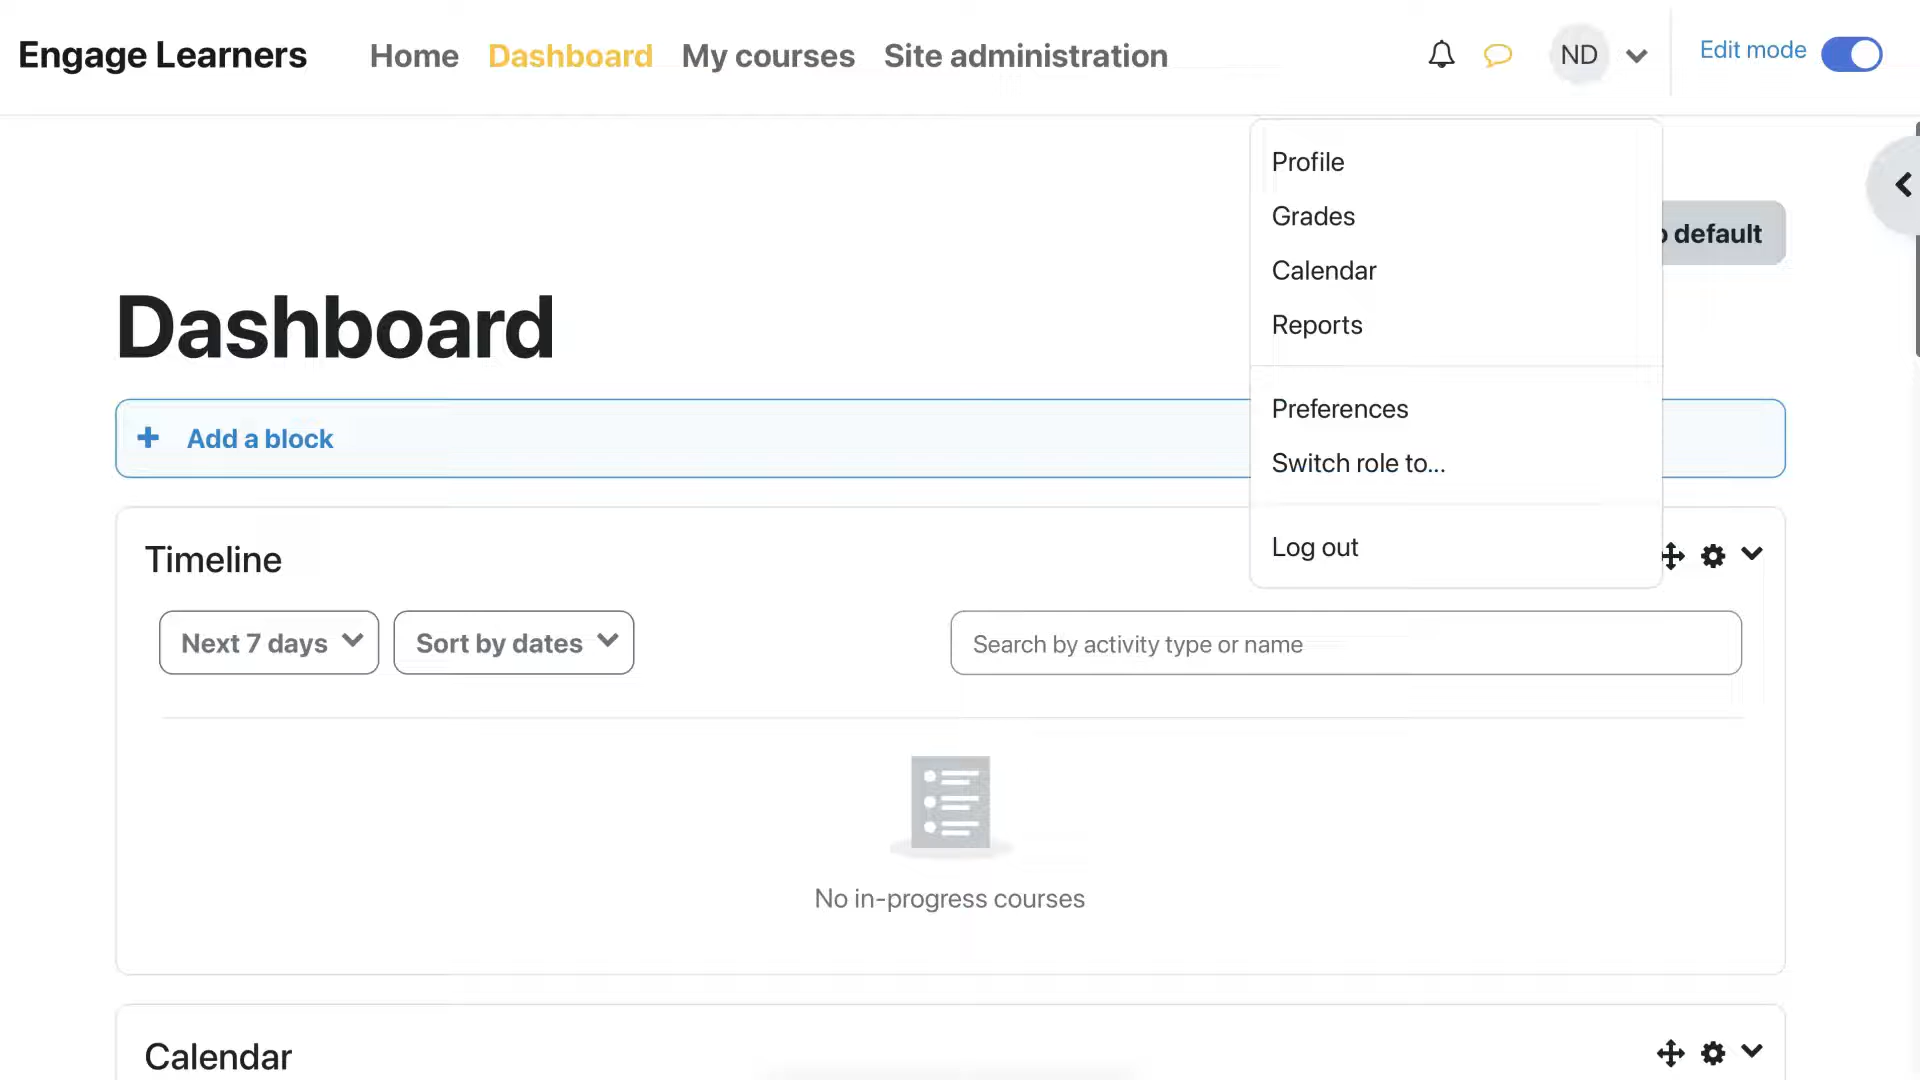 Engage Learners Home Dashboard My courses Site administration ND Edit mode
Profile
Grades
default
Calendar
Reports
Dashboard
Preferences
Add a block
Switch role to...
Log out
Timeline
Next 7 days Sort by dates Search by activity type or name
No in-progress courses
Calendar